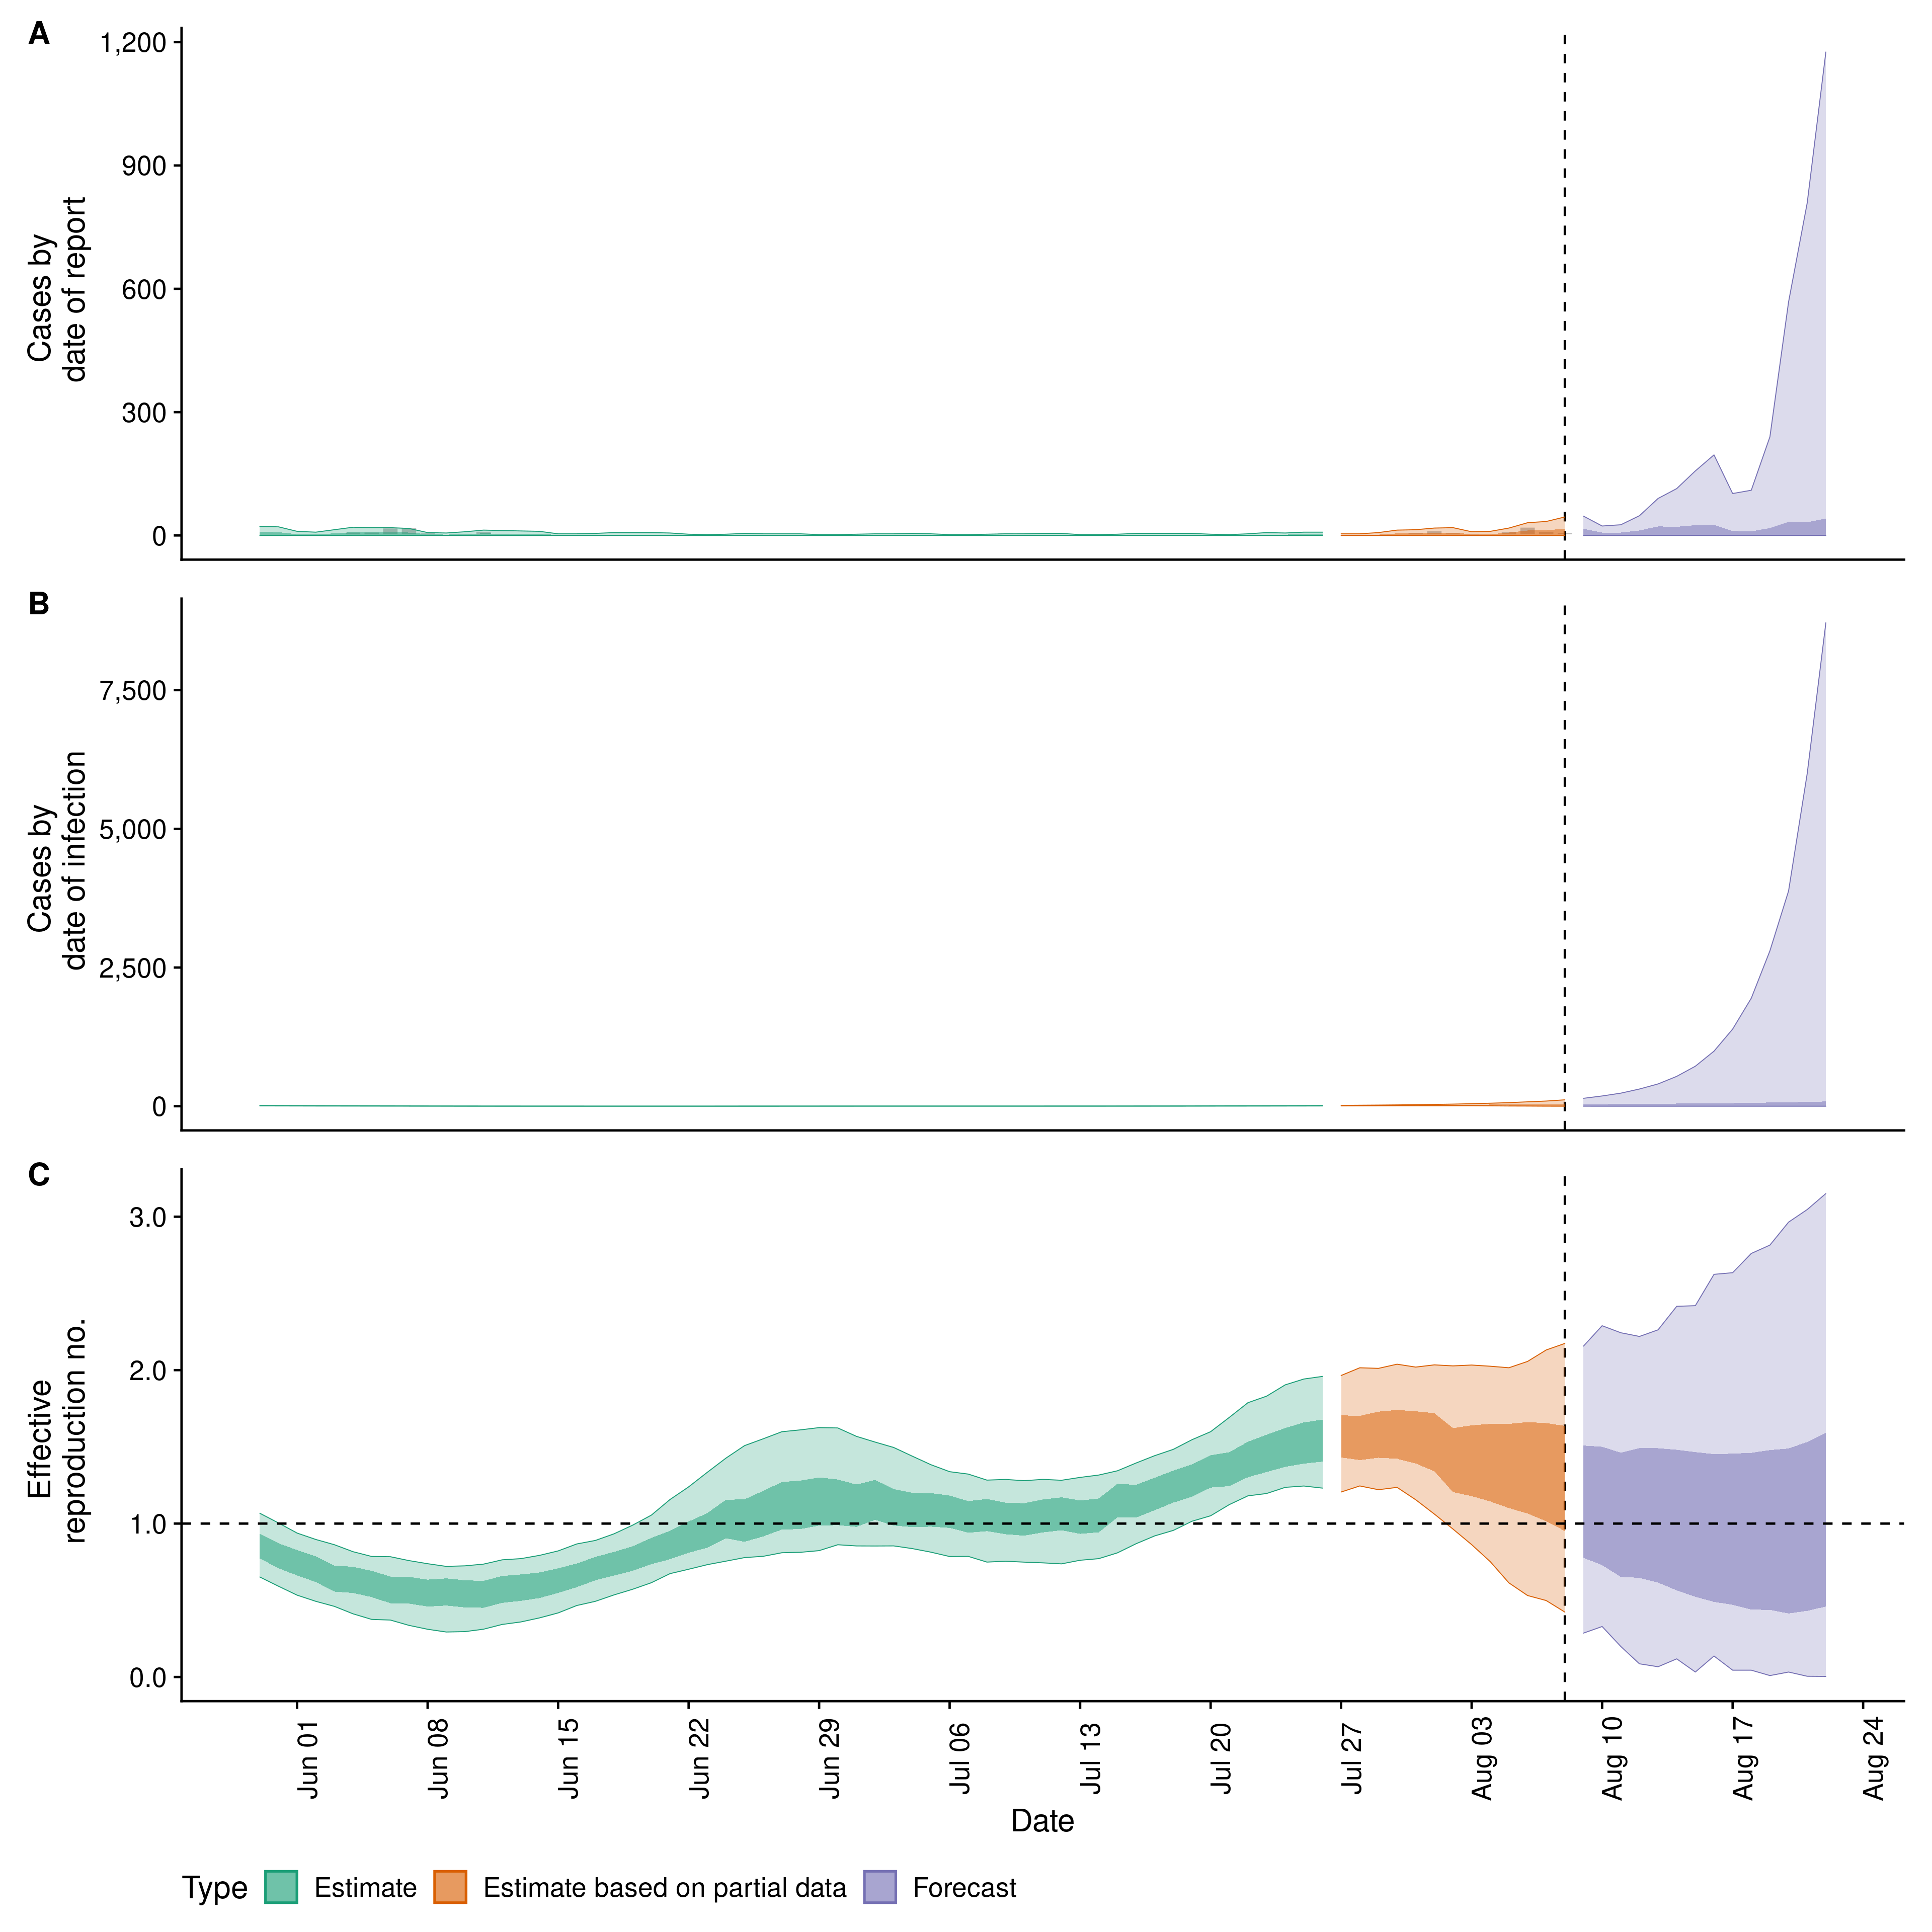 A
1,200
900
600
300
0
Cases by
date of report
B
7,500
5,000
2,500
0
Cases by
date of infection
C
3.0
2.0
1.0
0.0
Effective
reproduction no.
Jun 01
Jun 08
Jun 15
Jun 22
Jun 29
Jul 06
Jul 13
Jul 20
Jul 27
Aug 03
Aug 10
Aug 17
Aug 24
Date
Type Estimate Estimate based on partial data Forecast